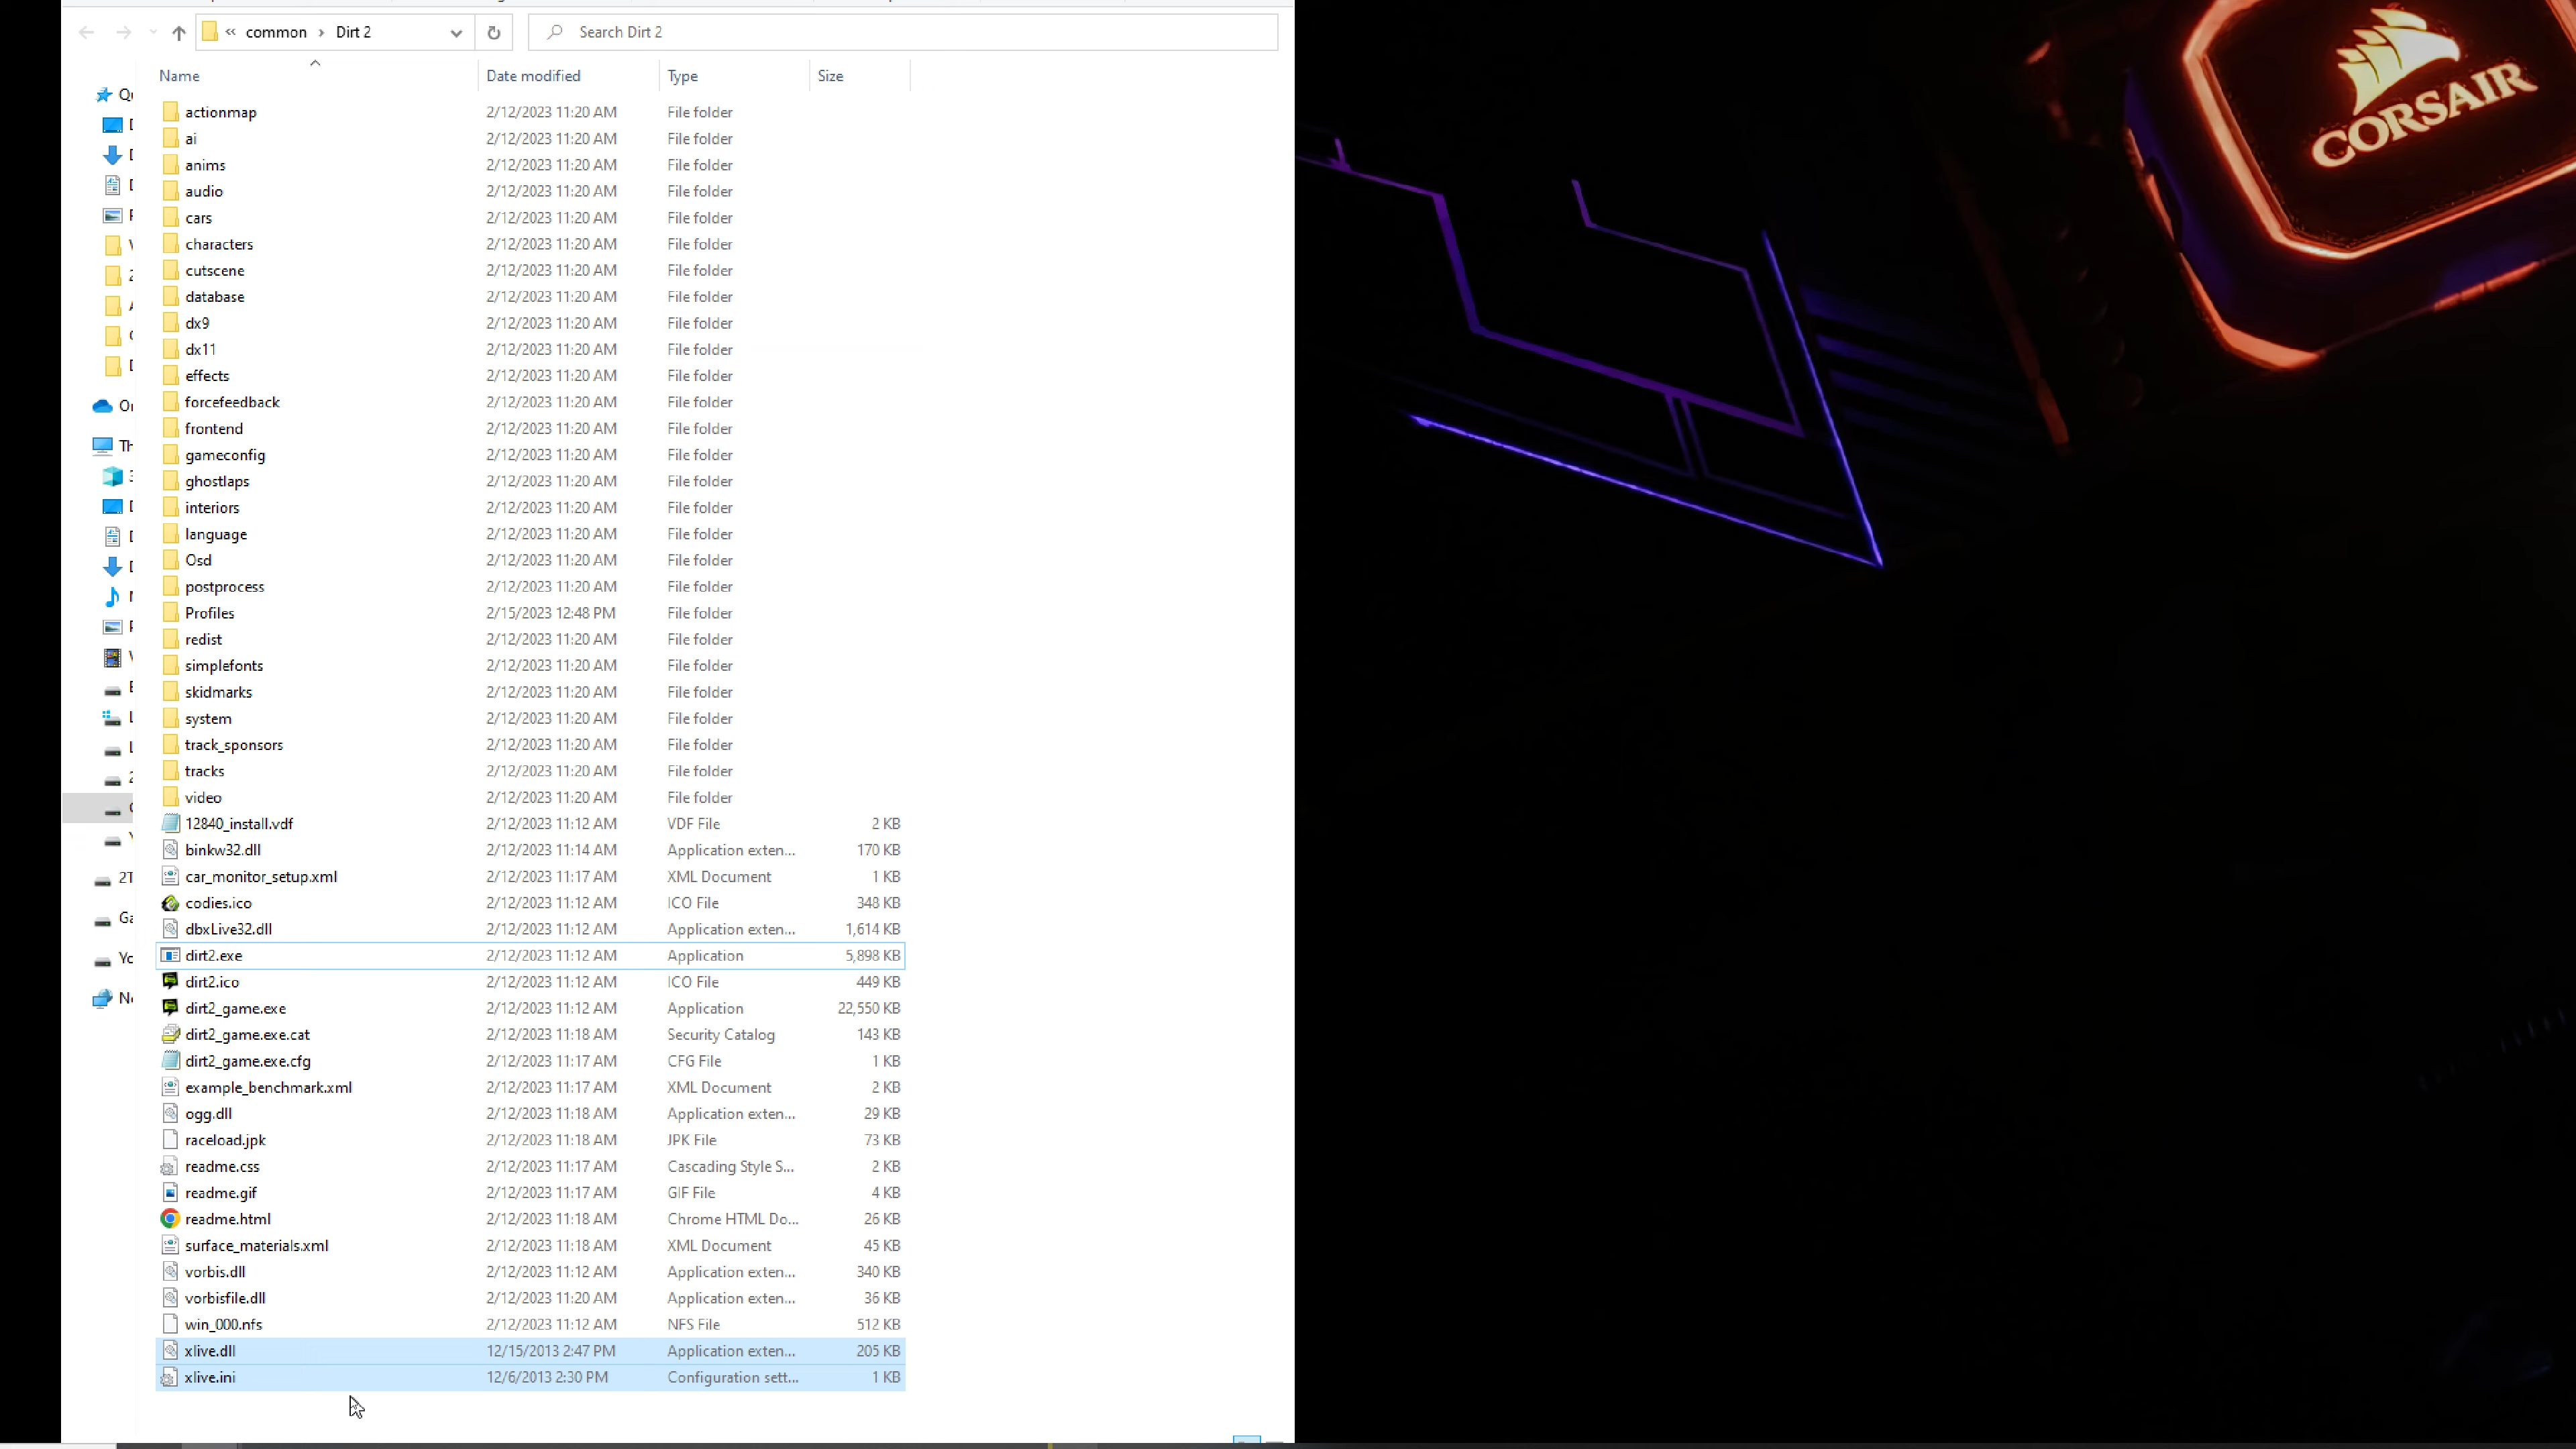 « common › Dirt 2
Search Dirt 2
Name Date modified Type Size
actionmap 2/12/2023 11:20 AM File folder
ai 2/12/2023 11:20 AM File folder
anims 2/12/2023 11:20 AM File folder
audio 2/12/2023 11:20 AM File folder
cars 2/12/2023 11:20 AM File folder
characters 2/12/2023 11:20 AM File folder
cutscene 2/12/2023 11:20 AM File folder
database 2/12/2023 11:20 AM File folder
dx9 2/12/2023 11:20 AM File folder
dx11 2/12/2023 11:20 AM File folder
effects 2/12/2023 11:20 AM File folder
forcefeedback 2/12/2023 11:20 AM File folder
frontend 2/12/2023 11:20 AM File folder
gameconfig 2/12/2023 11:20 AM File folder
ghostlaps 2/12/2023 11:20 AM File folder
interiors 2/12/2023 11:20 AM File folder
language 2/12/2023 11:20 AM File folder
Osd 2/12/2023 11:20 AM File folder
postprocess 2/12/2023 11:20 AM File folder
Profiles 2/15/2023 12:48 PM File folder
redist 2/12/2023 11:20 AM File folder
simplefonts 2/12/2023 11:20 AM File folder
skidmarks 2/12/2023 11:20 AM File folder
system 2/12/2023 11:20 AM File folder
track_sponsors 2/12/2023 11:20 AM File folder
tracks 2/12/2023 11:20 AM File folder
video 2/12/2023 11:20 AM File folder
12840_install.vdf 2/12/2023 11:12 AM VDF File 2 KB
binkw32.dll 2/12/2023 11:14 AM Application exten... 170 KB
car_monitor_setup.xml 2/12/2023 11:17 AM XML Document 1 KB
codies.ico 2/12/2023 11:12 AM ICO File 348 KB
dbxLive32.dll 2/12/2023 11:12 AM Application exten... 1,614 KB
dirt2.exe 2/12/2023 11:12 AM Application 5,898 KB
dirt2.ico 2/12/2023 11:12 AM ICO File 449 KB
dirt2_game.exe 2/12/2023 11:12 AM Application 22,550 KB
dirt2_game.exe.cat 2/12/2023 11:18 AM Security Catalog 143 KB
dirt2_game.exe.cfg 2/12/2023 11:17 AM CFG File 1 KB
example_benchmark.xml 2/12/2023 11:17 AM XML Document 2 KB
ogg.dll 2/12/2023 11:18 AM Application exten... 29 KB
raceload.jpk 2/12/2023 11:18 AM JPK File 73 KB
readme.css 2/12/2023 11:17 AM Cascading Style S... 2 KB
readme.gif 2/12/2023 11:17 AM GIF File 4 KB
readme.html 2/12/2023 11:18 AM Chrome HTML Do... 26 KB
surface_materials.xml 2/12/2023 11:18 AM XML Document 45 KB
vorbis.dll 2/12/2023 11:12 AM Application exten... 340 KB
vorbisfile.dll 2/12/2023 11:20 AM Application exten... 36 KB
win_000.nfs 2/12/2023 11:12 AM NFS File 512 KB
xlive.dll 12/15/2013 2:47 PM Application exten... 205 KB
xlive.ini 12/6/2013 2:30 PM Configuration sett... 1 KB
CORSAIR